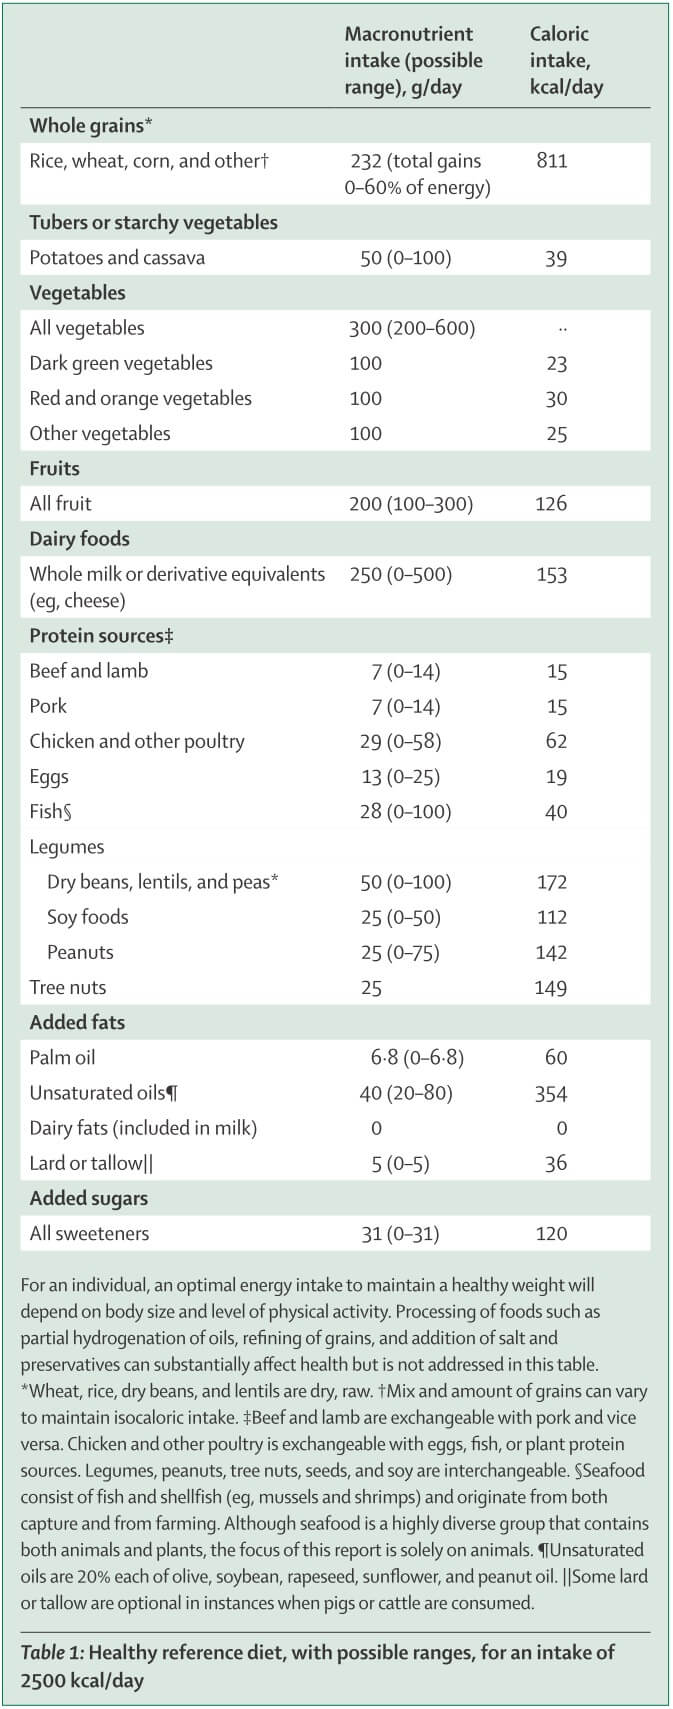 Macronutrient intake (possible range), g/day Caloric intake, kcal/day
Whole grains*
Rice, wheat, corn, and other† 232 (total gains 0–60% of energy) 811
Tubers or starchy vegetables
Potatoes and cassava 50 (0–100) 39
Vegetables
All vegetables 300 (200–600) ··
Dark green vegetables 100 23
Red and orange vegetables 100 30
Other vegetables 100 25
Fruits
All fruit 200 (100–300) 126
Dairy foods
Whole milk or derivative equivalents (eg, cheese) 250 (0–500) 153
Protein sources‡
Beef and lamb 7 (0–14) 15
Pork 7 (0–14) 15
Chicken and other poultry 29 (0–58) 62
Eggs 13 (0–25) 19
Fish§ 28 (0–100) 40
Legumes
Dry beans, lentils, and peas* 50 (0–100) 172
Soy foods 25 (0–50) 112
Peanuts 25 (0–75) 142
Tree nuts 25 149
Added fats
Palm oil 6·8 (0–6·8) 60
Unsaturated oils¶ 40 (20–80) 354
Dairy fats (included in milk) 0 0
Lard or tallow|| 5 (0–5) 36
Added sugars
All sweeteners 31 (0–31) 120
For an individual, an optimal energy intake to maintain a healthy weight will
depend on body size and level of physical activity. Processing of foods such as
partial hydrogenation of oils, refining of grains, and addition of salt and
preservatives can substantially affect health but is not addressed in this table.
*Wheat, rice, dry beans, and lentils are dry, raw. †Mix and amount of grains can vary
to maintain isocaloric intake. ‡Beef and lamb are exchangeable with pork and vice
versa. Chicken and other poultry is exchangeable with eggs, fish, or plant protein
sources. Legumes, peanuts, tree nuts, seeds, and soy are interchangeable. §Seafood
consist of fish and shellfish (eg, mussels and shrimps) and originate from both
capture and from farming. Although seafood is a highly diverse group that contains
both animals and plants, the focus of this report is solely on animals. ¶Unsaturated
oils are 20% each of olive, soybean, rapeseed, sunflower, and peanut oil. ||Some lard
or tallow are optional in instances when pigs or cattle are consumed.
Table 1: Healthy reference diet, with possible ranges, for an intake of
2500 kcal/day